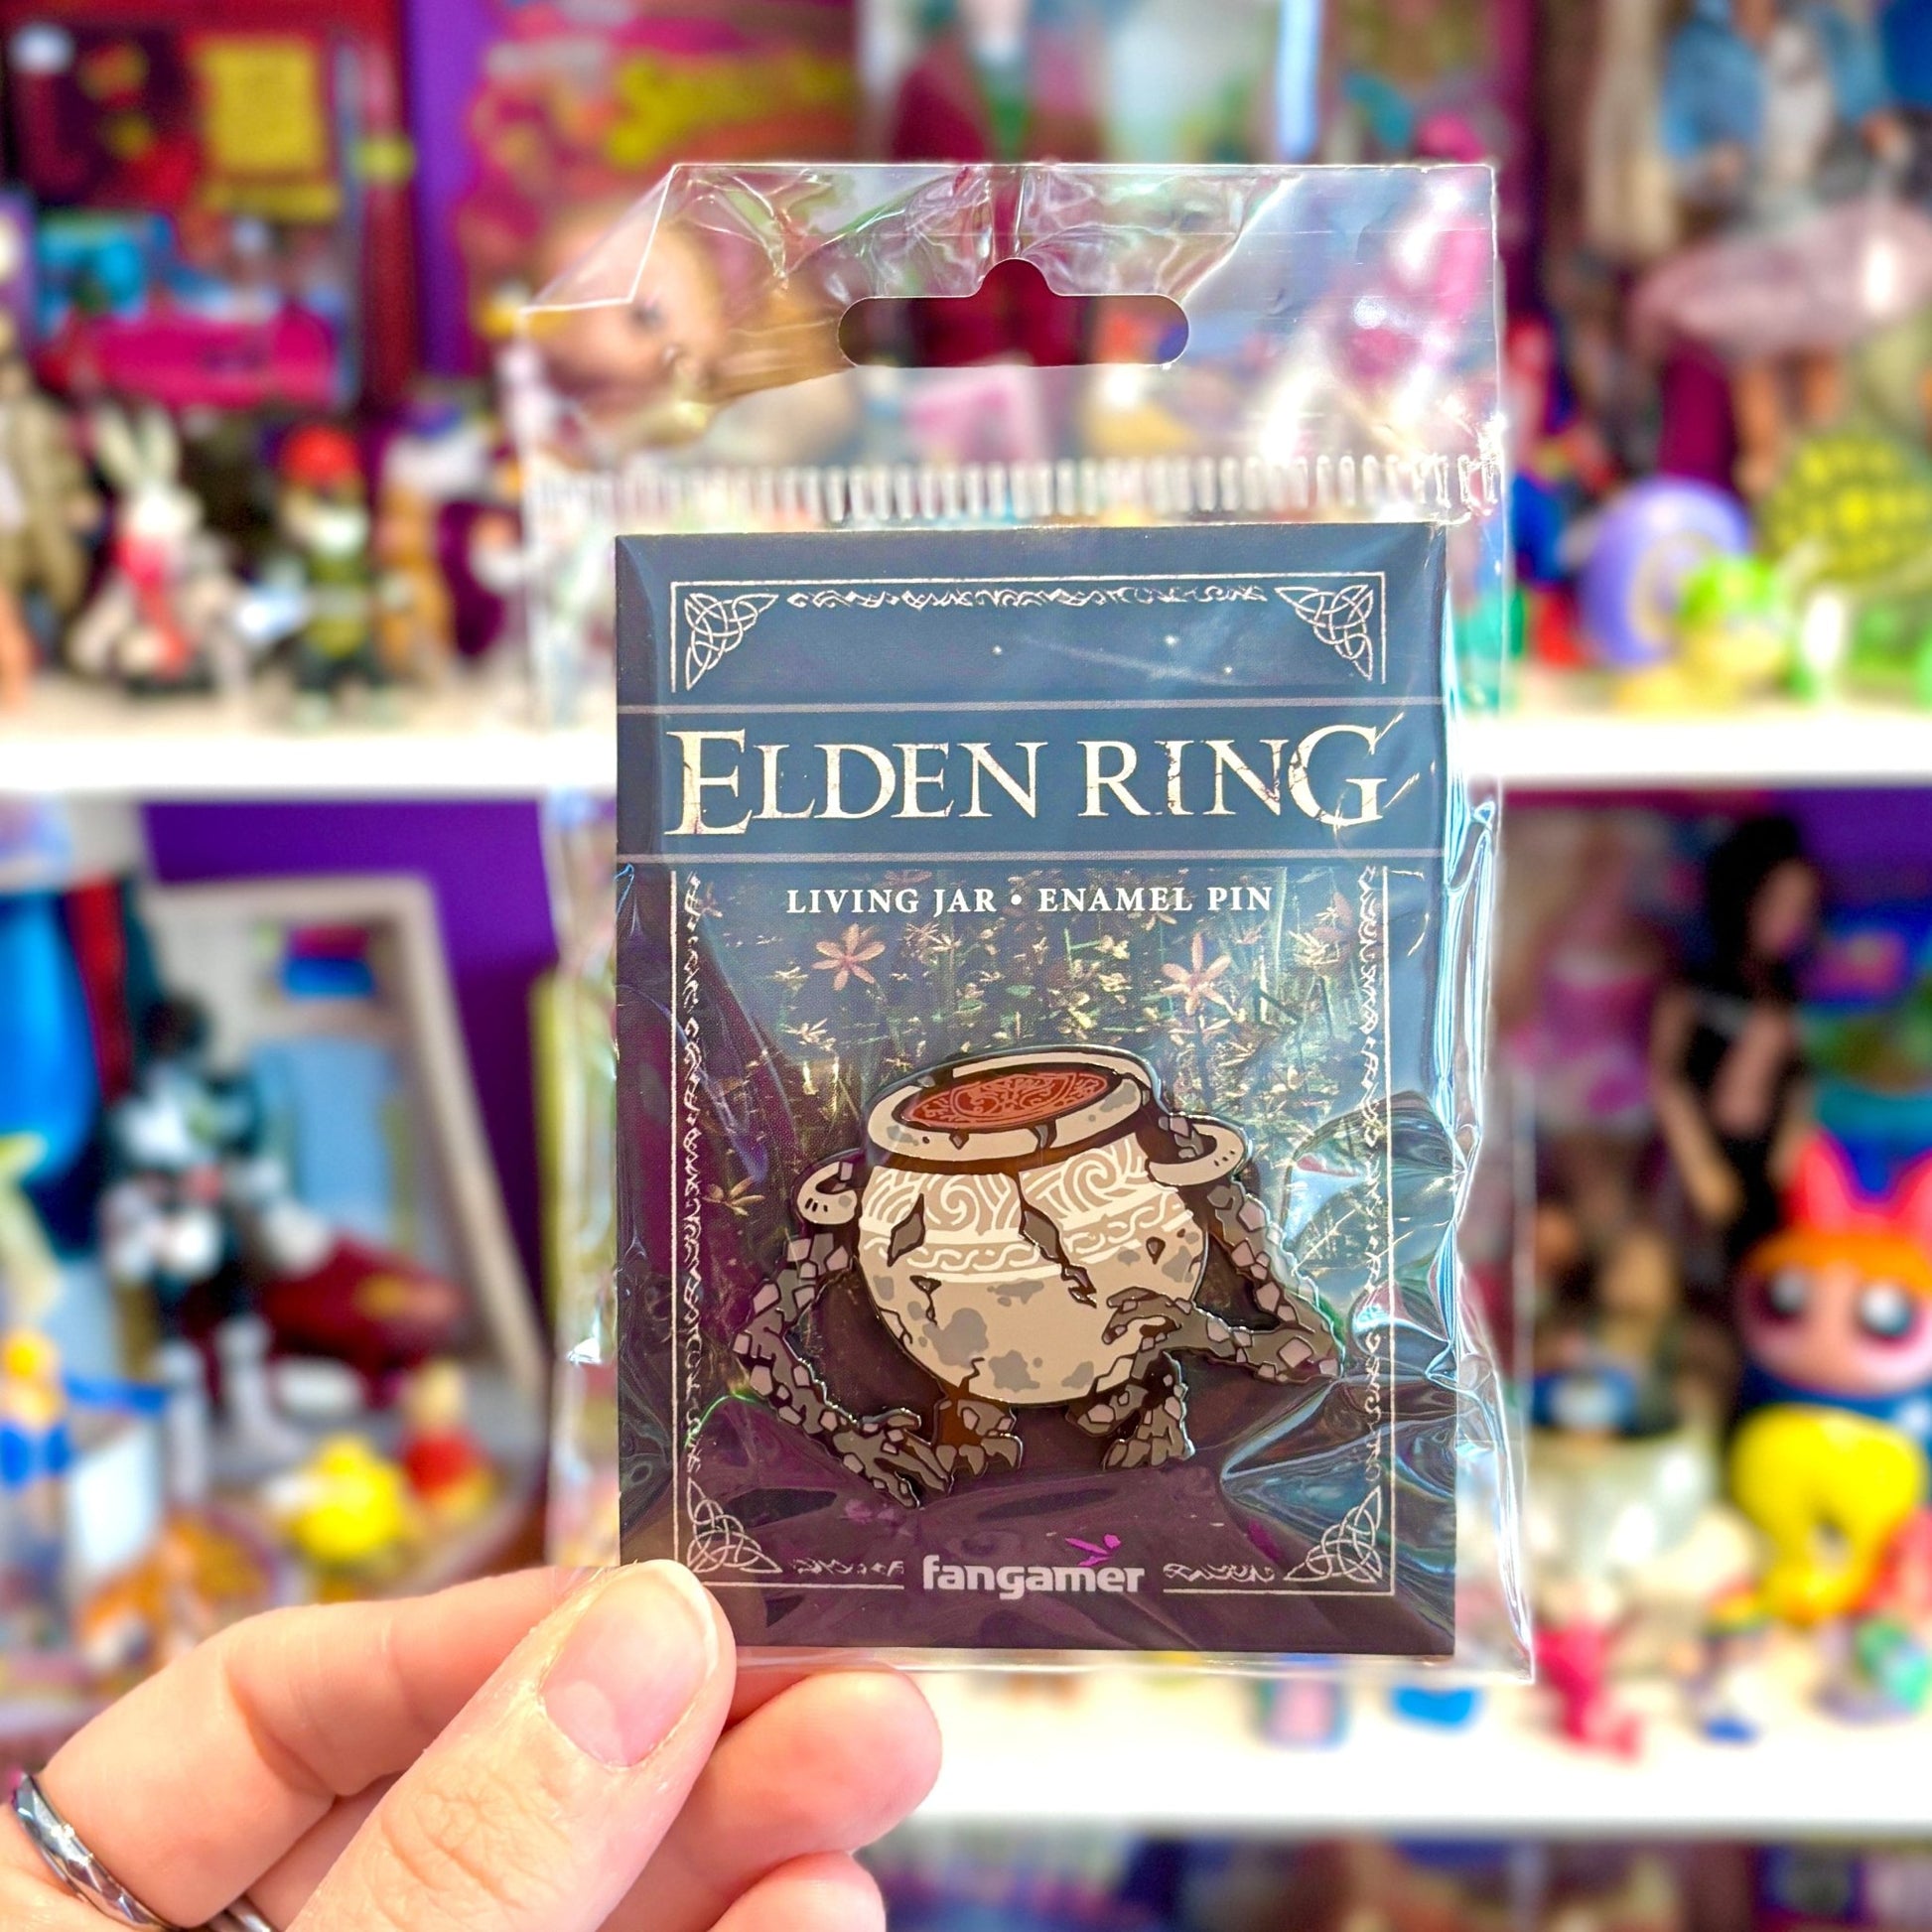 ELDEN RING
LIVING JAR • ENAMEL PIN
fangamer